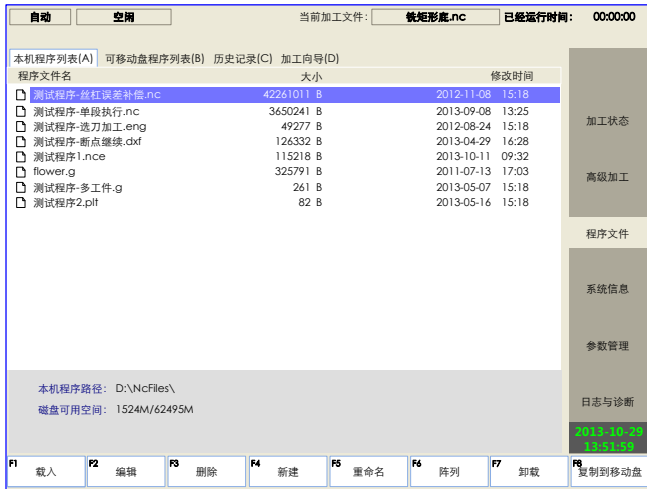 自动 空闲 当前加工文件： 铣矩形底.nc 已经运行时间： 00:00:00
本机程序列表(A) 可移动盘程序列表(B) 历史记录(C) 加工向导(D)
程序文件名 大小 修改时间
测试程序-丝杠误差补偿.nc 42261011 B 2012-11-08 15:18
测试程序-单段执行.nc 3650241 B 2013-09-08 13:25
测试程序-选刀加工.eng 49277 B 2012-08-24 15:18
测试程序-断点继续.dxf 126332 B 2013-04-29 16:28
测试程序1.nce 115218 B 2013-10-11 09:32
flower.g 325791 B 2011-07-13 17:03
测试程序-多工件.g 261 B 2013-05-07 15:18
测试程序2.plt 82 B 2013-05-16 15:18
本机程序路径： D:\NcFiles\
磁盘可用空间： 1524M/62495M
加工状态
高级加工
程序文件
系统信息
参数管理
日志与诊断
2013-10-29
13:51:59
F1 载入 F2 编辑 F3 删除 F4 新建 F5 重命名 F6 阵列 F7 卸载 F8 复制到移动盘